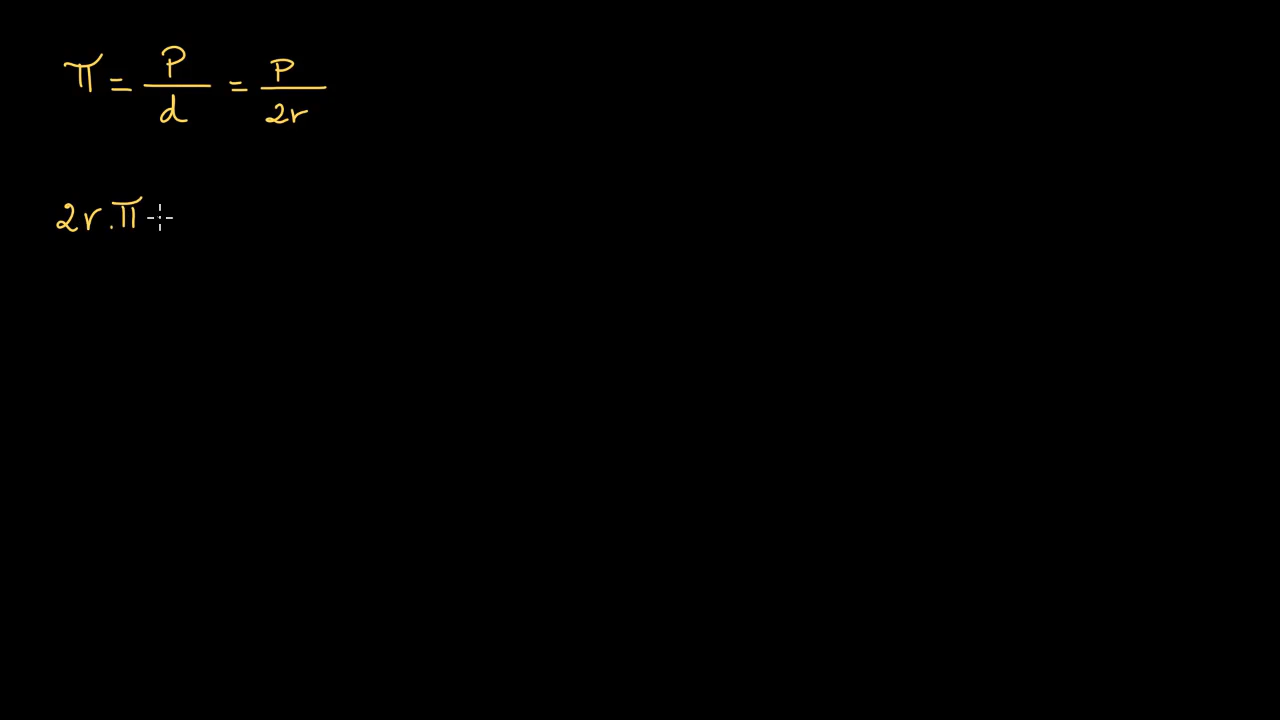 π = P/d = P/2r
2r.π